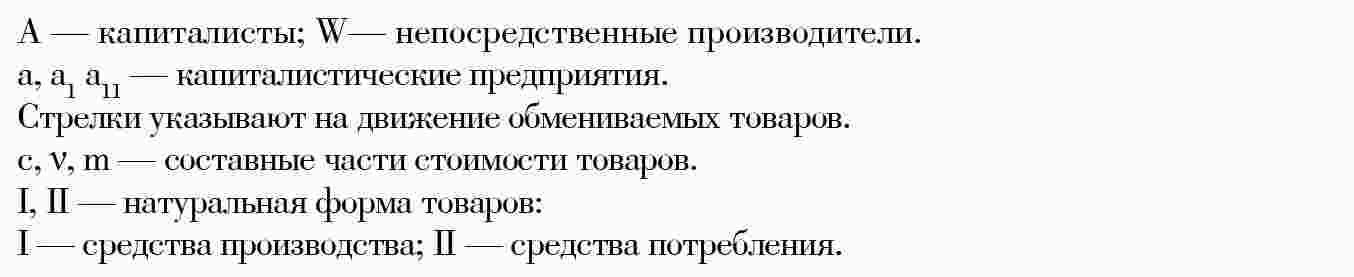 А — капиталисты; W— непосредственные производители.
a, a₁ a₁₁ — капиталистические предприятия.
Стрелки указывают на движение обмениваемых товаров.
c, v, m — составные части стоимости товаров.
I, II — натуральная форма товаров:
I — средства производства; II — средства потребления.